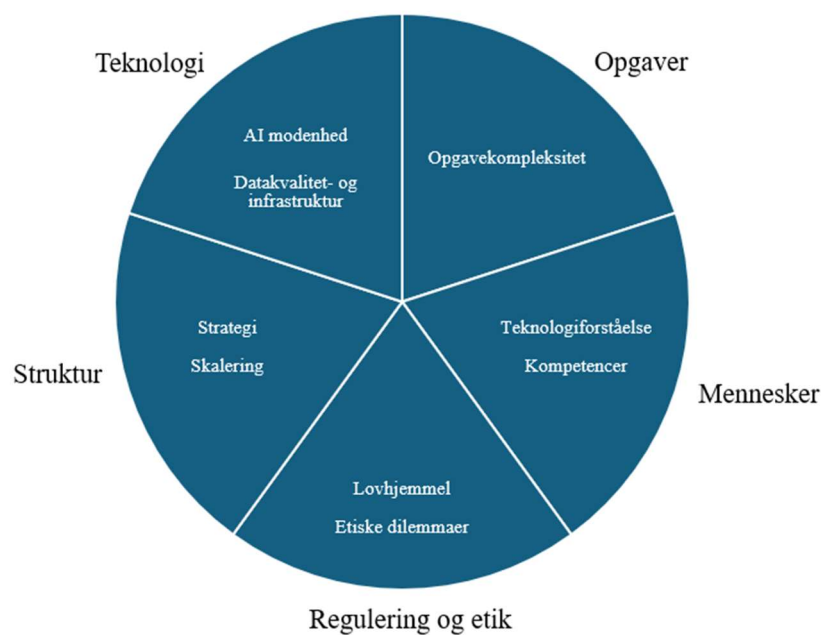 Teknologi
Opgaver
AI modenhed
Datakvalitet- og
infrastruktur
Opgavekompleksitet
Strategi
Skalering
Teknologiforståelse
Kompetencer
Struktur
Mennesker
Lovhjemmel
Etiske dilemmaer
Regulering og etik